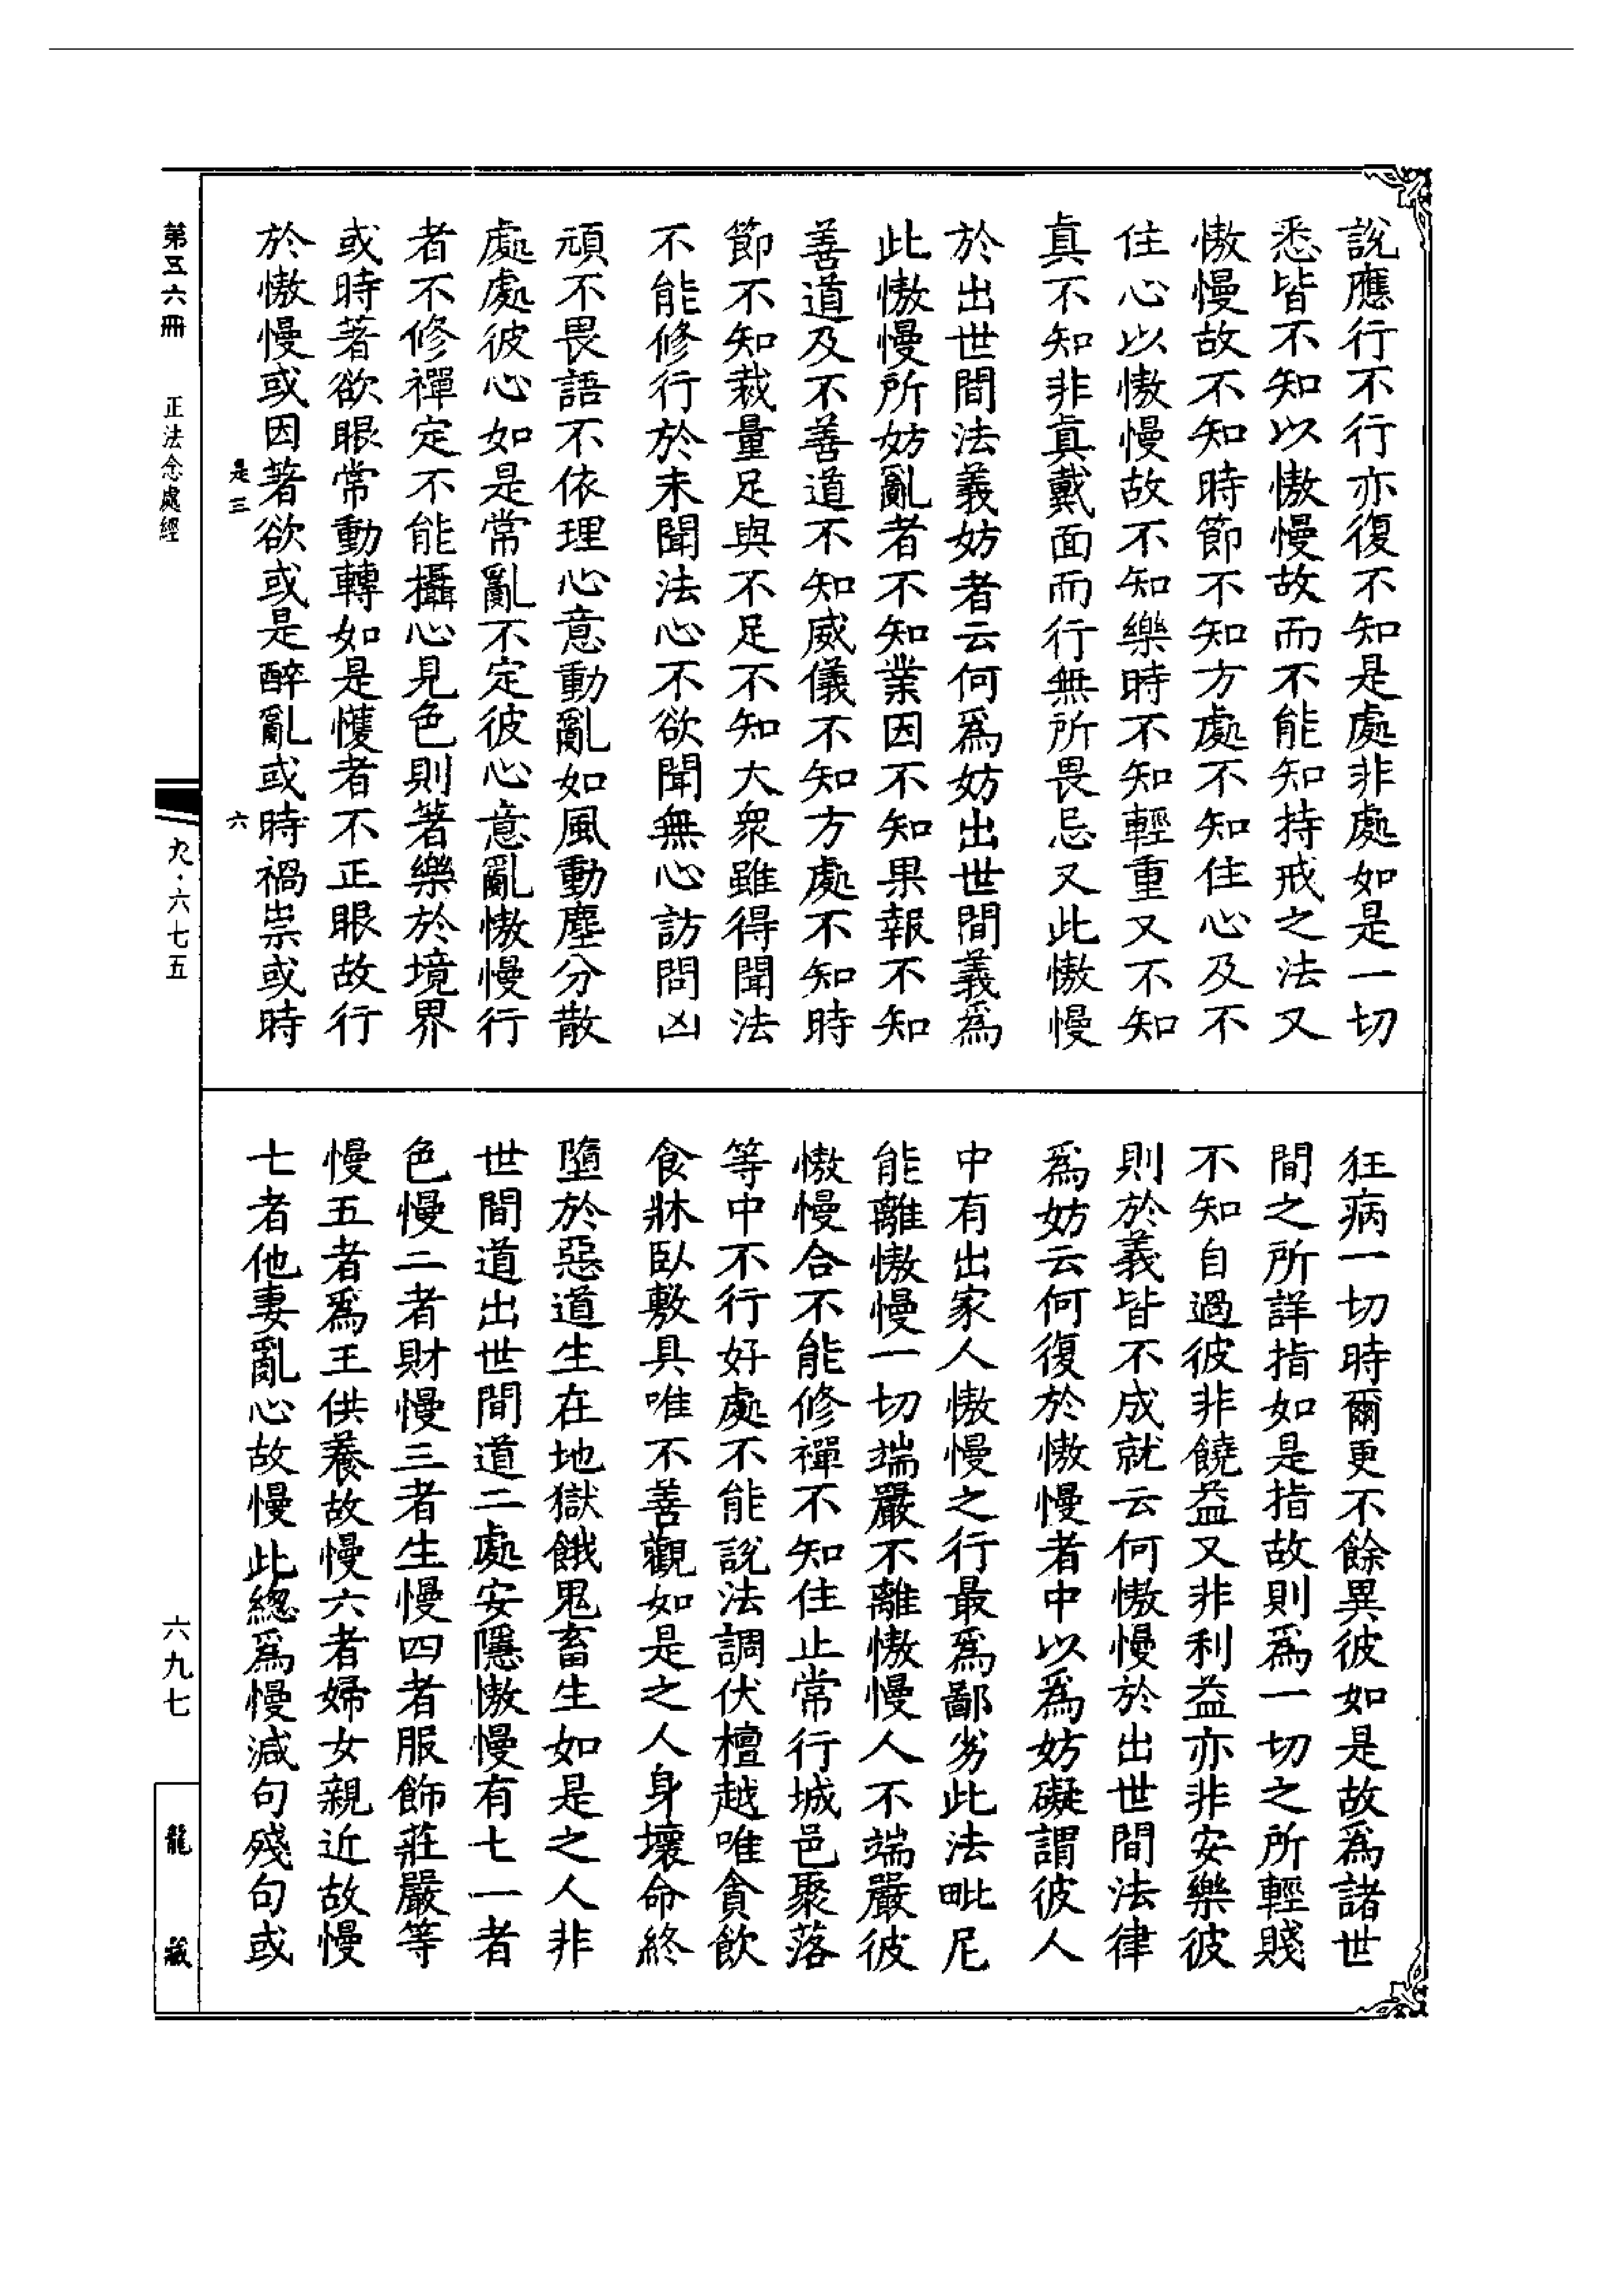 說應行不行亦復不知是處非處如是一切
悉皆不知以慠慢故而不能知持戒之法又
慠慢故不知時節不知方處不知住心及不
住心以慠慢故不知樂時不知輕重又不知
真不知非真戴面而行無所畏忌又此慠慢
於出世間法義妨者云何爲妨出世間義爲
此慠慢所妨亂者不知業因不知果報不知
善道及不善道不知威儀不知方處不知時
節不知裁量足與不足不知大衆雖得聞法
不能修行於未聞法心不欲聞無心訪問凶
頑不畏語不依理心意動亂如風動塵分散
處處彼心如是常亂不定彼心意亂慠慢行
者不修禪定不能攝心見色則著樂於境界
或時著欲眼常動轉如是㦜者不正眼故行
於慠慢或因著欲或是醉亂或時禍祟或時
是三
六
狂病一切時爾更不餘異彼如是故爲諸世
間之所詳指如是指故則爲一切之所輕賤
不知自過彼非饒益又非利益亦非安樂彼
則於義皆不成就云何慠慢於出世間法律
爲妨云何復於慠慢者中以爲妨礙謂彼人
中有出家人慠慢之行最爲鄙劣此法毗尼
能離慠慢一切端嚴不離慠慢人不端嚴彼
慠慢合不能修禪不知住止常行城邑聚落
等中不行好處不能說法調伏檀越唯貪飲
食牀臥敷具唯不善觀如是之人身壞命終
墮於惡道生在地獄餓鬼畜生如是之人非
世間道出世間道二處安隱慠慢有七一者
色慢二者財慢三者生慢四者服飾莊嚴等
慢五者爲王供養故慢六者婦女親近故慢
七者他妻亂心故慢此總爲慢減句殘句或
第五六冊　正法念處經
九·六七五
六九七
龍藏